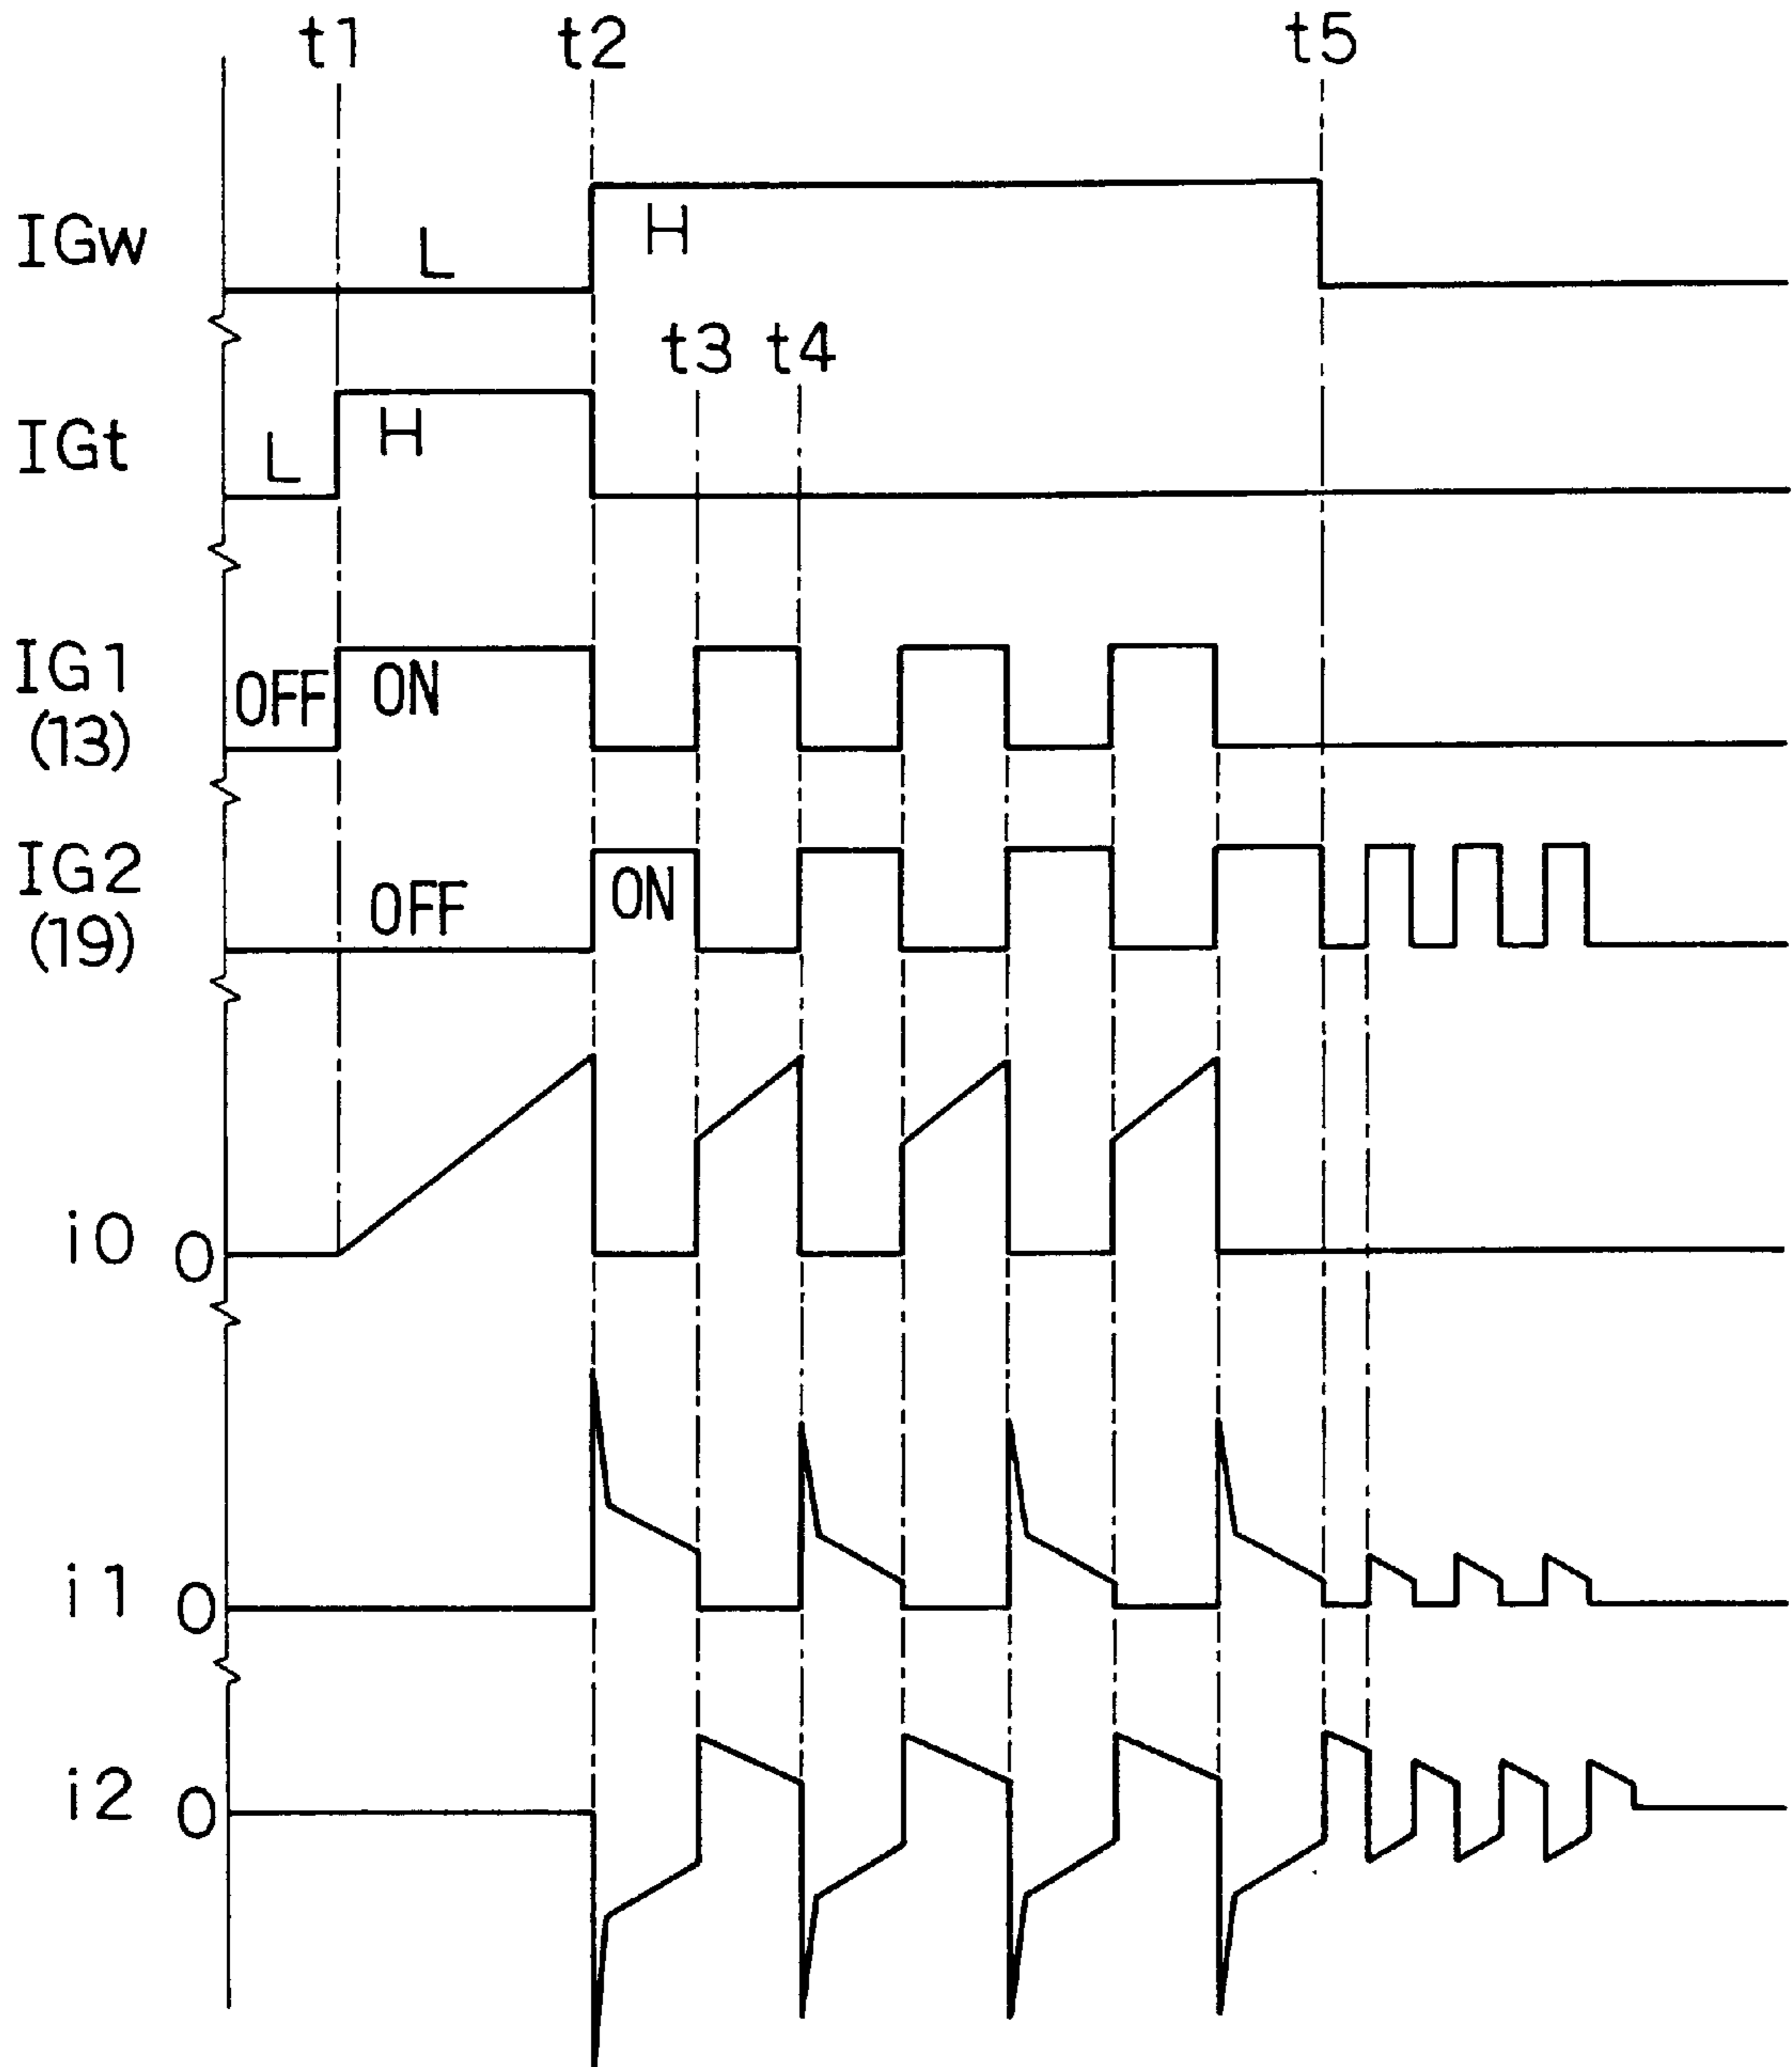 t1 t2 t5
IGw L H
t3 t4
IGt L H
IG1 OFF ON
(13)
IG2 OFF ON
(19)
i0 0
i1 0
i2 0